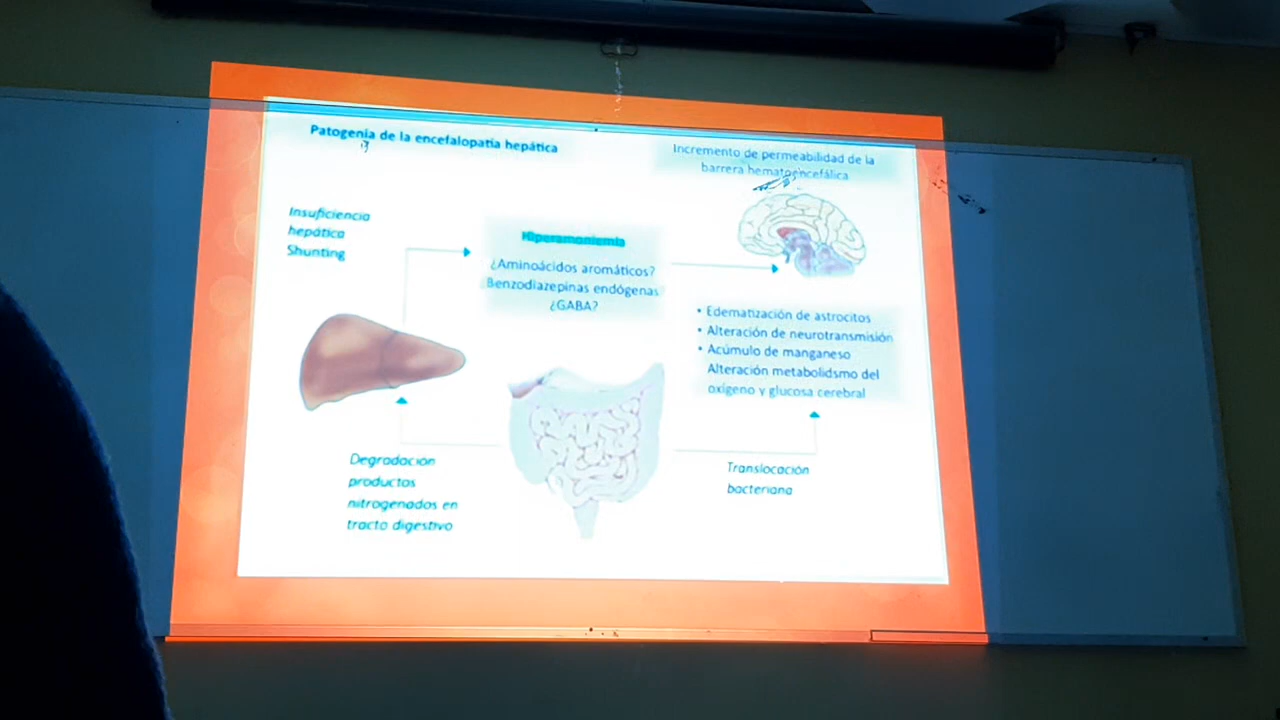 Patogenia de la encefalopatía hepática
Incremento de permeabilidad de la
barrera hematoencefálica
Insuficiencia
hepática
Shunting
Hiperamoniemia
¿Aminoácidos aromáticos?
Benzodiazepinas endógenas
¿GABA?
• Edematización de astrocitos
• Alteración de neurotransmisión
• Acúmulo de manganeso
Alteración metabolidsmo del
oxígeno y glucosa cerebral
Degradación
productos
nitrogenados en
tracto digestivo
Translocación
bacteriana